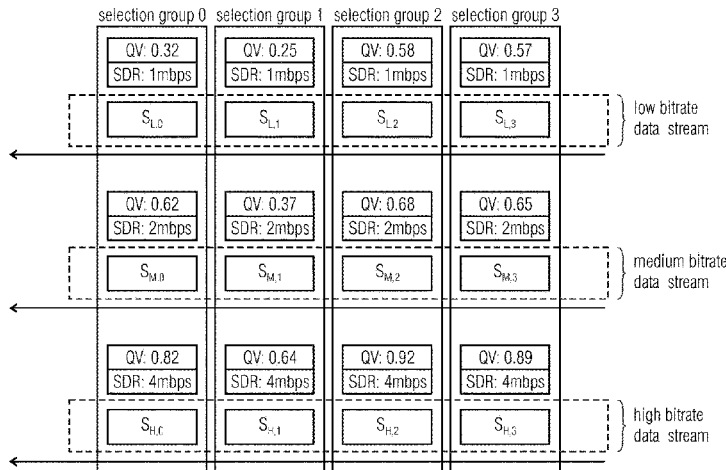 selection group 0 selection group 1 selection group 2 selection group 3
QV: 0.32 QV: 0.25 QV: 0.58 QV: 0.57
SDR: 1mbps SDR: 1mbps SDR: 1mbps SDR: 1mbps
S_L,0 S_L,1 S_L,2 S_L,3
low bitrate
data stream
QV: 0.62 QV: 0.37 QV: 0.68 QV: 0.65
SDR: 2mbps SDR: 2mbps SDR: 2mbps SDR: 2mbps
S_M,0 S_M,1 S_M,2 S_M,3
medium bitrate
data stream
QV: 0.82 QV: 0.64 QV: 0.92 QV: 0.89
SDR: 4mbps SDR: 4mbps SDR: 4mbps SDR: 4mbps
S_H,0 S_H,1 S_H,2 S_H,3
high bitrate
data stream